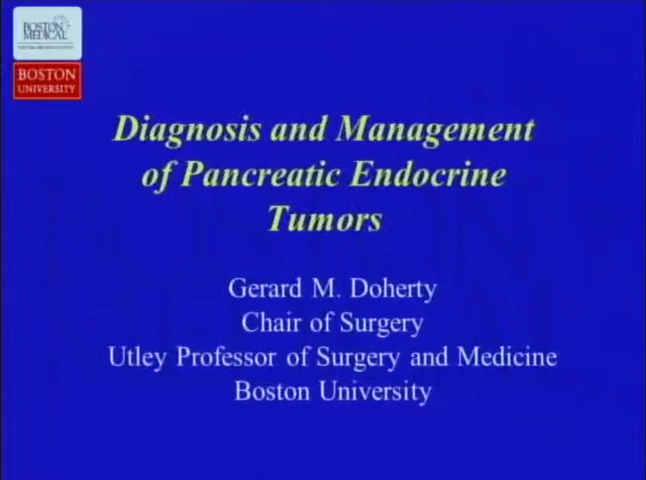 BOSTON
MEDICAL
BOSTON
UNIVERSITY
Diagnosis and Management
of Pancreatic Endocrine
Tumors
Gerard M. Doherty
Chair of Surgery
Utley Professor of Surgery and Medicine
Boston University